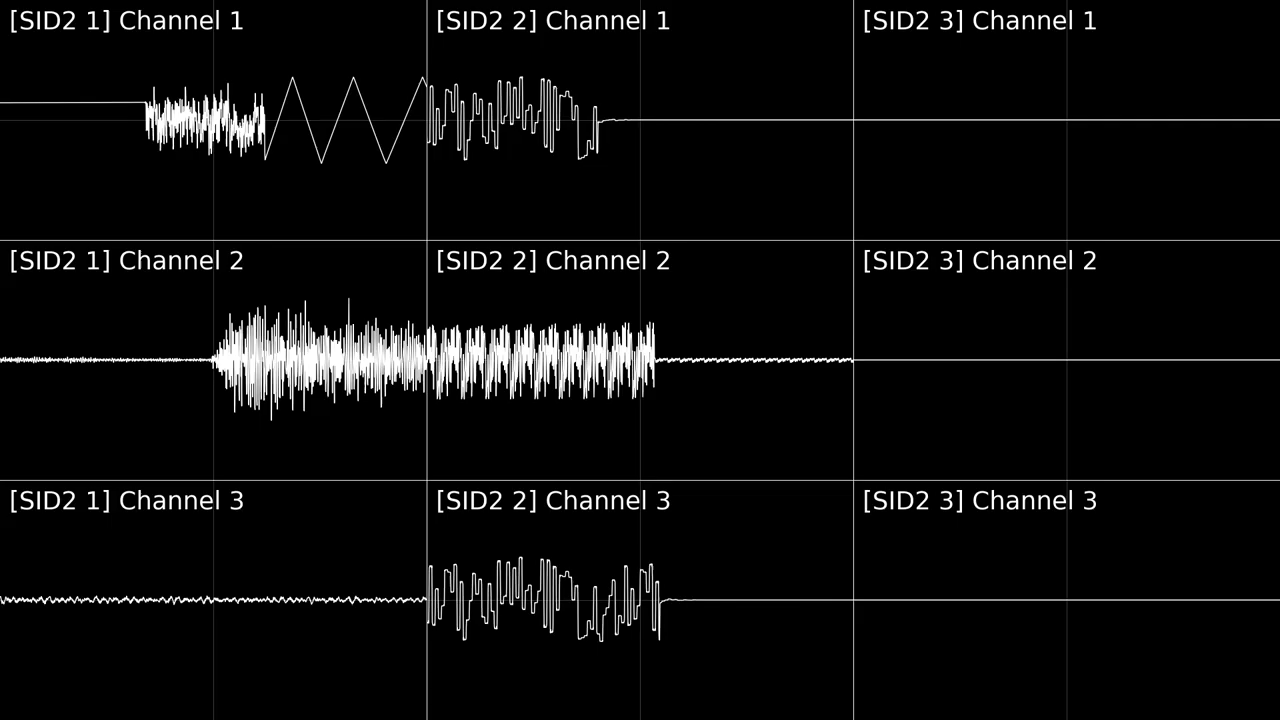 [SID2 1] Channel 1
[SID2 2] Channel 1
[SID2 3] Channel 1
[SID2 1] Channel 2
[SID2 2] Channel 2
[SID2 3] Channel 2
[SID2 1] Channel 3
[SID2 2] Channel 3
[SID2 3] Channel 3